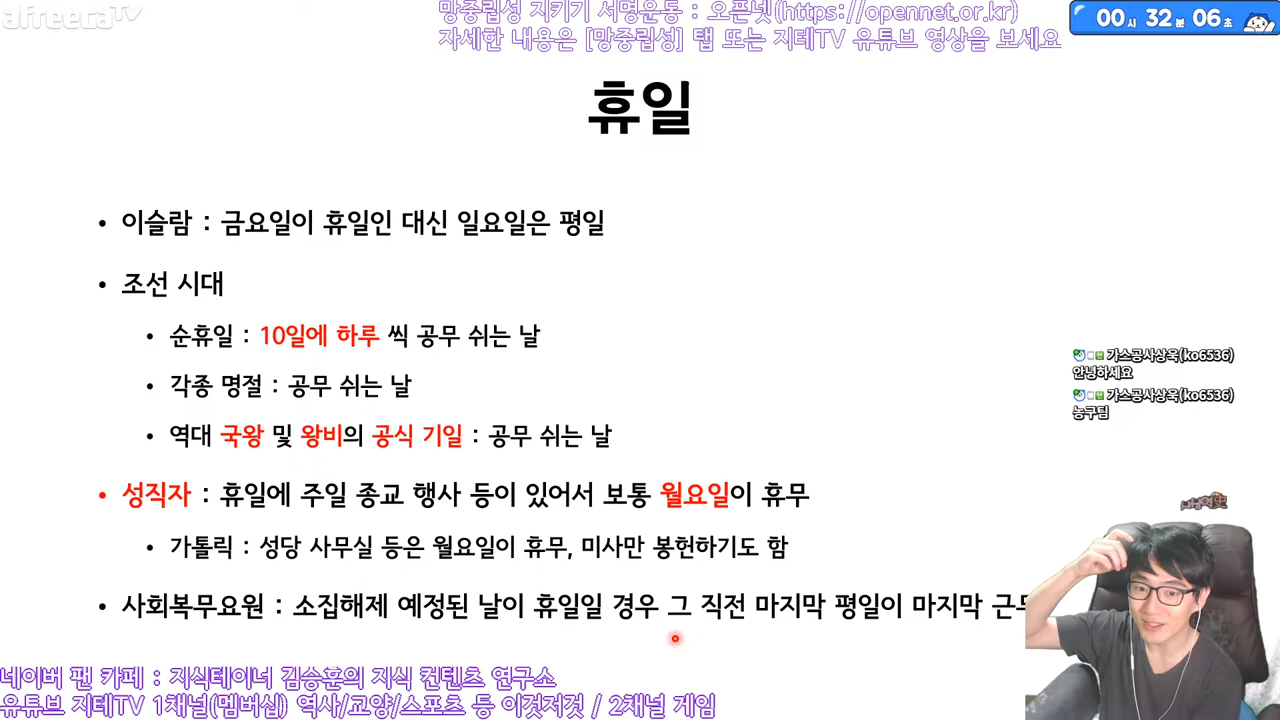 afreecaTV
망중립성 지키기 서명운동 : 오픈넷(https://opennet.or.kr)
자세한 내용은 [망중립성] 탭 또는 지테TV 유튜브 영상을 보세요
00시 32분 06초
휴일
• 이슬람 : 금요일이 휴일인 대신 일요일은 평일
• 조선 시대
• 순휴일 : 10일에 하루 씩 공무 쉬는 날
• 각종 명절 : 공무 쉬는 날
• 역대 국왕 및 왕비의 공식 기일 : 공무 쉬는 날
• 성직자 : 휴일에 주일 종교 행사 등이 있어서 보통 월요일이 휴무
• 가톨릭 : 성당 사무실 등은 월요일이 휴무, 미사만 봉헌하기도 함
• 사회복무요원 : 소집해제 예정된 날이 휴일일 경우 그 직전 마지막 평일이 마지막
가스공사상욱(ko6536)
안녕하세요
가스공사상욱(ko6536)
농구팀
네이버 팬 카페 : 지식테이너 김승훈의 지식 컨텐츠 연구소
유튜브 지테TV 1채널(멤버십) 역사/교양/스포츠 등 이것저것 / 2채널 게임